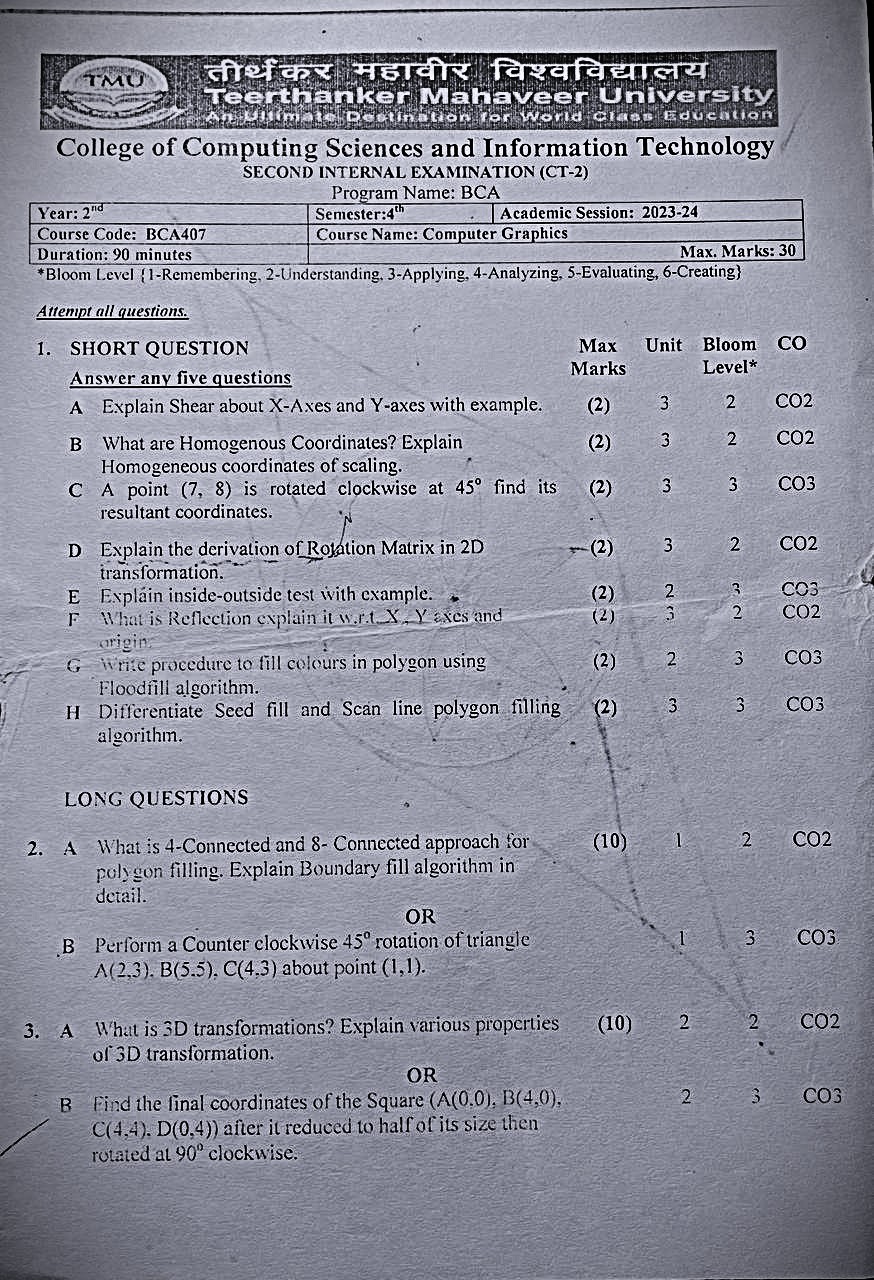 TMU
तीर्थंकर महावीर विश्वविद्यालय
Teerthanker Mahaveer University
An Ultimate Destination for World Class Education
College of Computing Sciences and Information Technology
SECOND INTERNAL EXAMINATION (CT-2)
Program Name: BCA
Year: 2nd Semester:4th Academic Session: 2023-24
Course Code: BCA407 Course Name: Computer Graphics
Duration: 90 minutes Max. Marks: 30
*Bloom Level {1-Remembering, 2-Understanding, 3-Applying, 4-Analyzing, 5-Evaluating, 6-Creating}
Attempt all questions.
1. SHORT QUESTION Max Unit Bloom CO
Marks Level*
Answer any five questions
A Explain Shear about X-Axes and Y-axes with example. (2) 3 2 CO2
B What are Homogenous Coordinates? Explain (2) 3 2 CO2
Homogeneous coordinates of scaling.
C A point (7, 8) is rotated clockwise at 45° find its (2) 3 3 CO3
resultant coordinates.
D Explain the derivation of Rotation Matrix in 2D (2) 3 2 CO2
transformation.
E Explain inside-outside test with example. (2) 2 3 CO3
F What is Reflection explain it w.r.t. X , Y axes and (2) 3 2 CO2
origin.
G Write procedure to fill colours in polygon using (2) 2 3 CO3
Floodfill algorithm.
H Differentiate Seed fill and Scan line polygon filling (2) 3 3 CO3
algorithm.
LONG QUESTIONS
2. A What is 4-Connected and 8- Connected approach for (10) 1 2 CO2
polygon filling. Explain Boundary fill algorithm in
detail.
OR
B Perform a Counter clockwise 45° rotation of triangle 1 3 CO3
A(2,3), B(5,5), C(4,3) about point (1,1).
3. A What is 3D transformations? Explain various properties (10) 2 2 CO2
of 3D transformation.
OR
B Find the final coordinates of the Square (A(0,0), B(4,0), 2 3 CO3
C(4,4), D(0,4)) after it reduced to half of its size then
rotated at 90° clockwise.